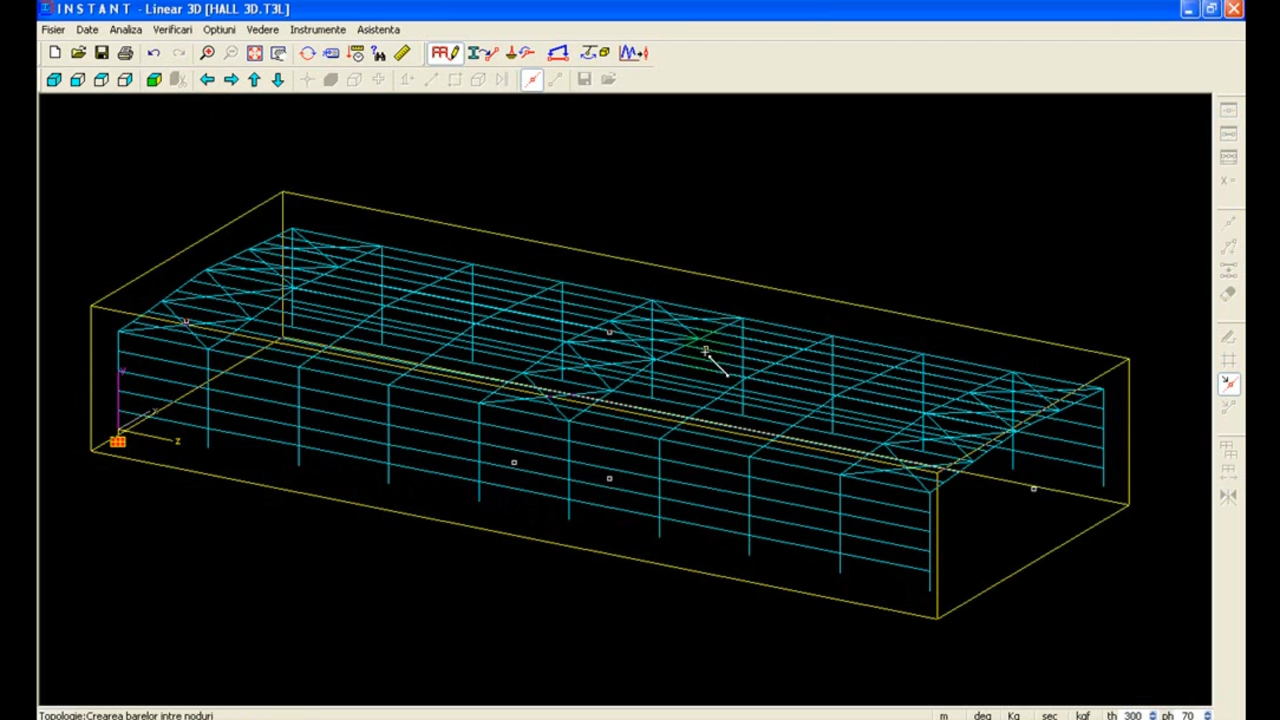 I N S T A N T - Linear 3D [HALL 3D.T3L]
Fisier Date Analiza Verificari Optiuni Vedere Instrumente Asistenta
X =
Y
Z
Topologie:Crearea barelor intre noduri m deg Kg sec kgf th 300 ph 70